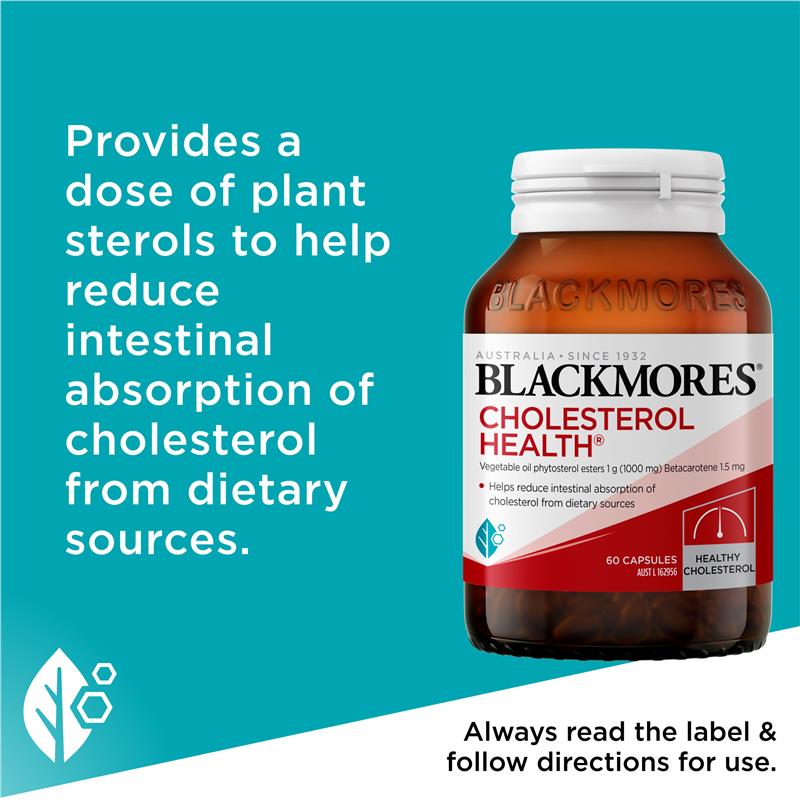 Provides a
dose of plant
sterols to help
reduce
intestinal
absorption of
cholesterol
from dietary
sources.
BLACKMORES
AUSTRALIA • SINCE 1932
BLACKMORES®
CHOLESTEROL
HEALTH®
Vegetable oil phytosterol esters 1 g (1000 mg) Betacarotene 1.5 mg
• Helps reduce intestinal absorption of
cholesterol from dietary sources
60 CAPSULES
AUST L 162956
HEALTHY
CHOLESTEROL
Always read the label &
follow directions for use.